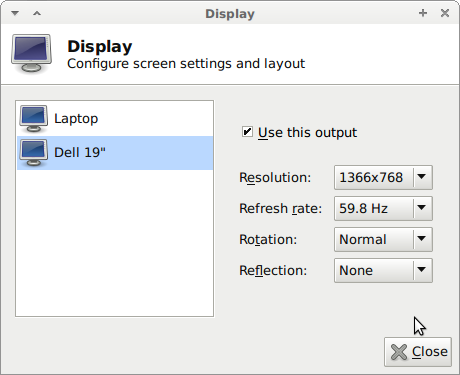 Display
Display
Configure screen settings and layout
Laptop
Dell 19"
Use this output
Resolution: 1366x768
Refresh rate: 59.8 Hz
Rotation: Normal
Reflection: None
Close